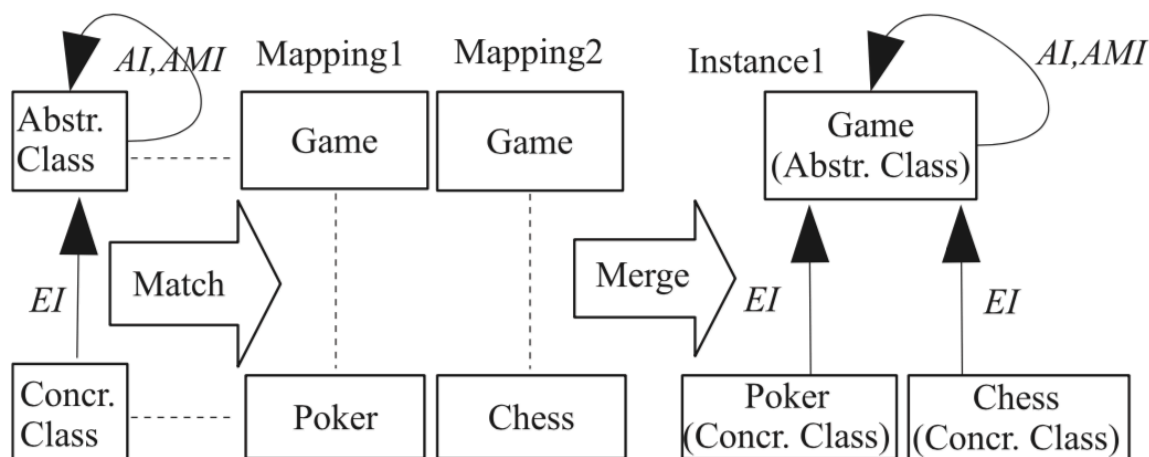 AI,AMI
Mapping1
Mapping2
Instance1
AI,AMI
Abstr.
Class
Game
Game
Game
(Abstr. Class)
Match
Merge
EI
EI
EI
Concr.
Class
Poker
Chess
Poker
(Concr. Class)
Chess
(Concr. Class)